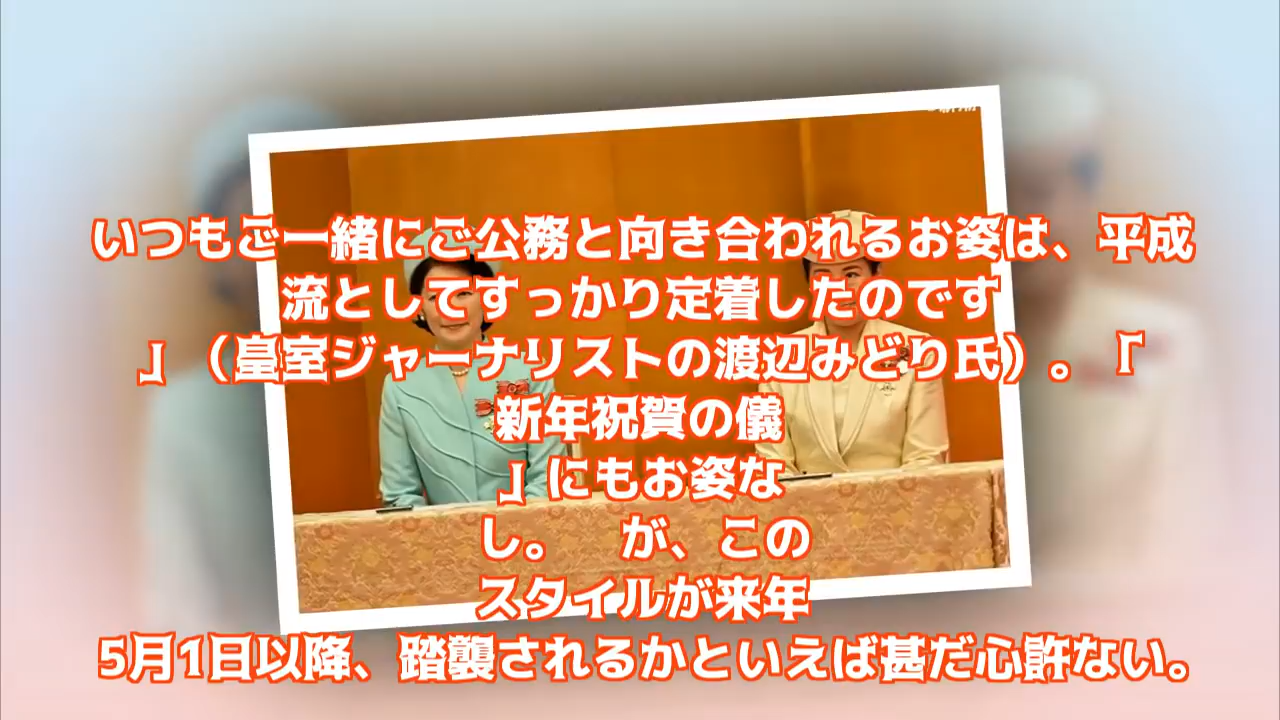 いつもご一緒にご公務と向き合われるお姿は、平成
流としてすっかり定着したのです
』（皇室ジャーナリストの渡辺みどり氏）。『
新年祝賀の儀
』にもお姿な
し。　が、この
スタイルが来年
5月1日以降、踏襲されるかといえば甚だ心許ない。